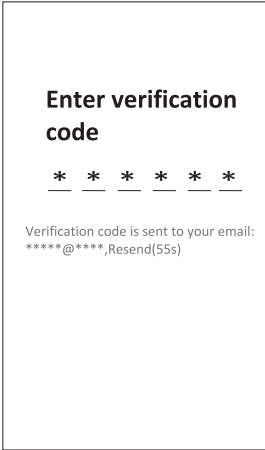 Enter verification
code
* * * * * *
Verification code is sent to your email:
*****@****,Resend(55s)